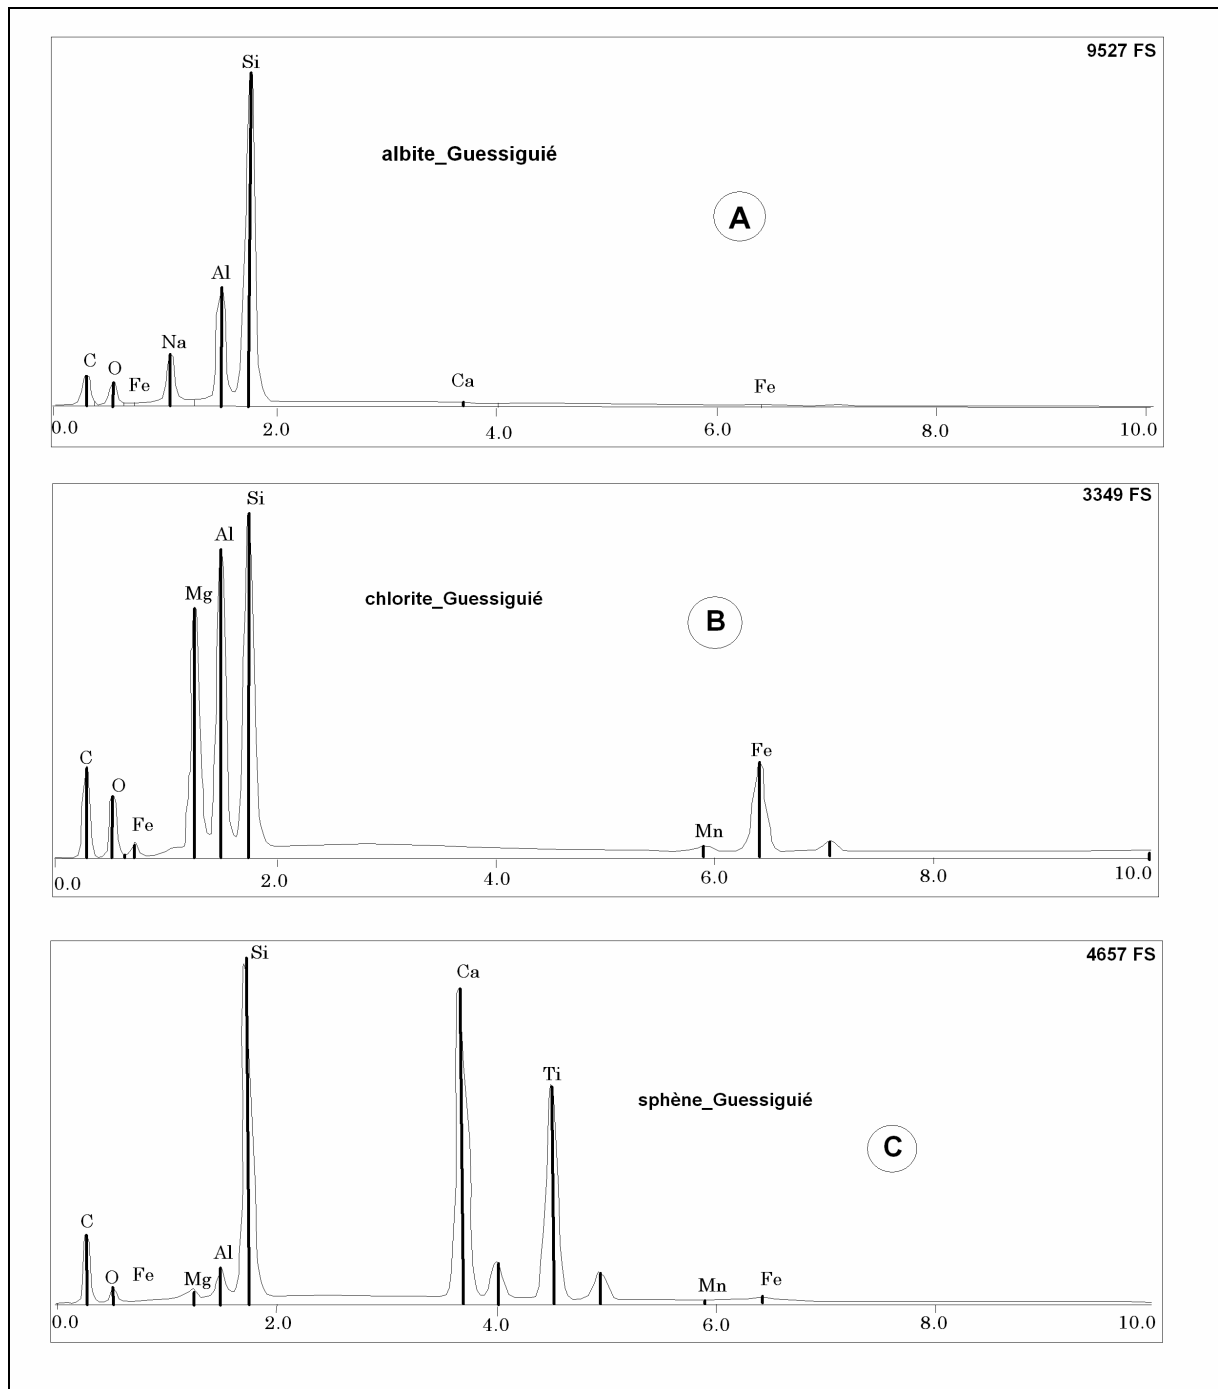 9527 FS
Si
albite_Guessiguié
A
Al
Na
C
O
Fe
Ca
Fe
0.0 2.0 4.0 6.0 8.0 10.0
3349 FS
Si
Al
Mg
chlorite_Guessiguié
B
C
O
Fe
Mn
Fe
0.0 2.0 4.0 6.0 8.0 10.0
4657 FS
Si
Ca
Ti
sphène_Guessiguié
C
C
O
Fe
Mg
Al
Mn
Fe
0.0 2.0 4.0 6.0 8.0 10.0